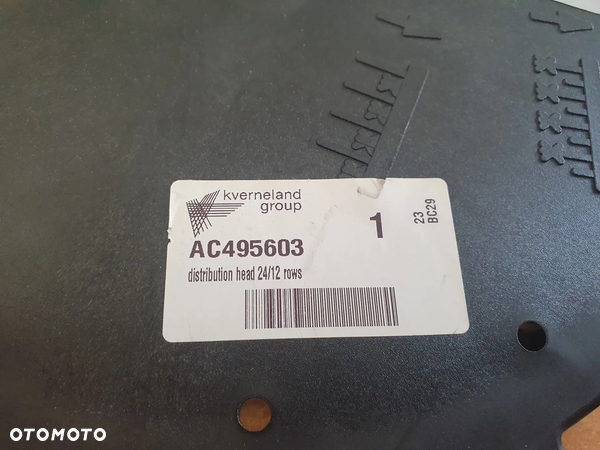 kverneland
group
1
23
BC29
AC495603
distribution head 24/12 rows
OTOMOTO